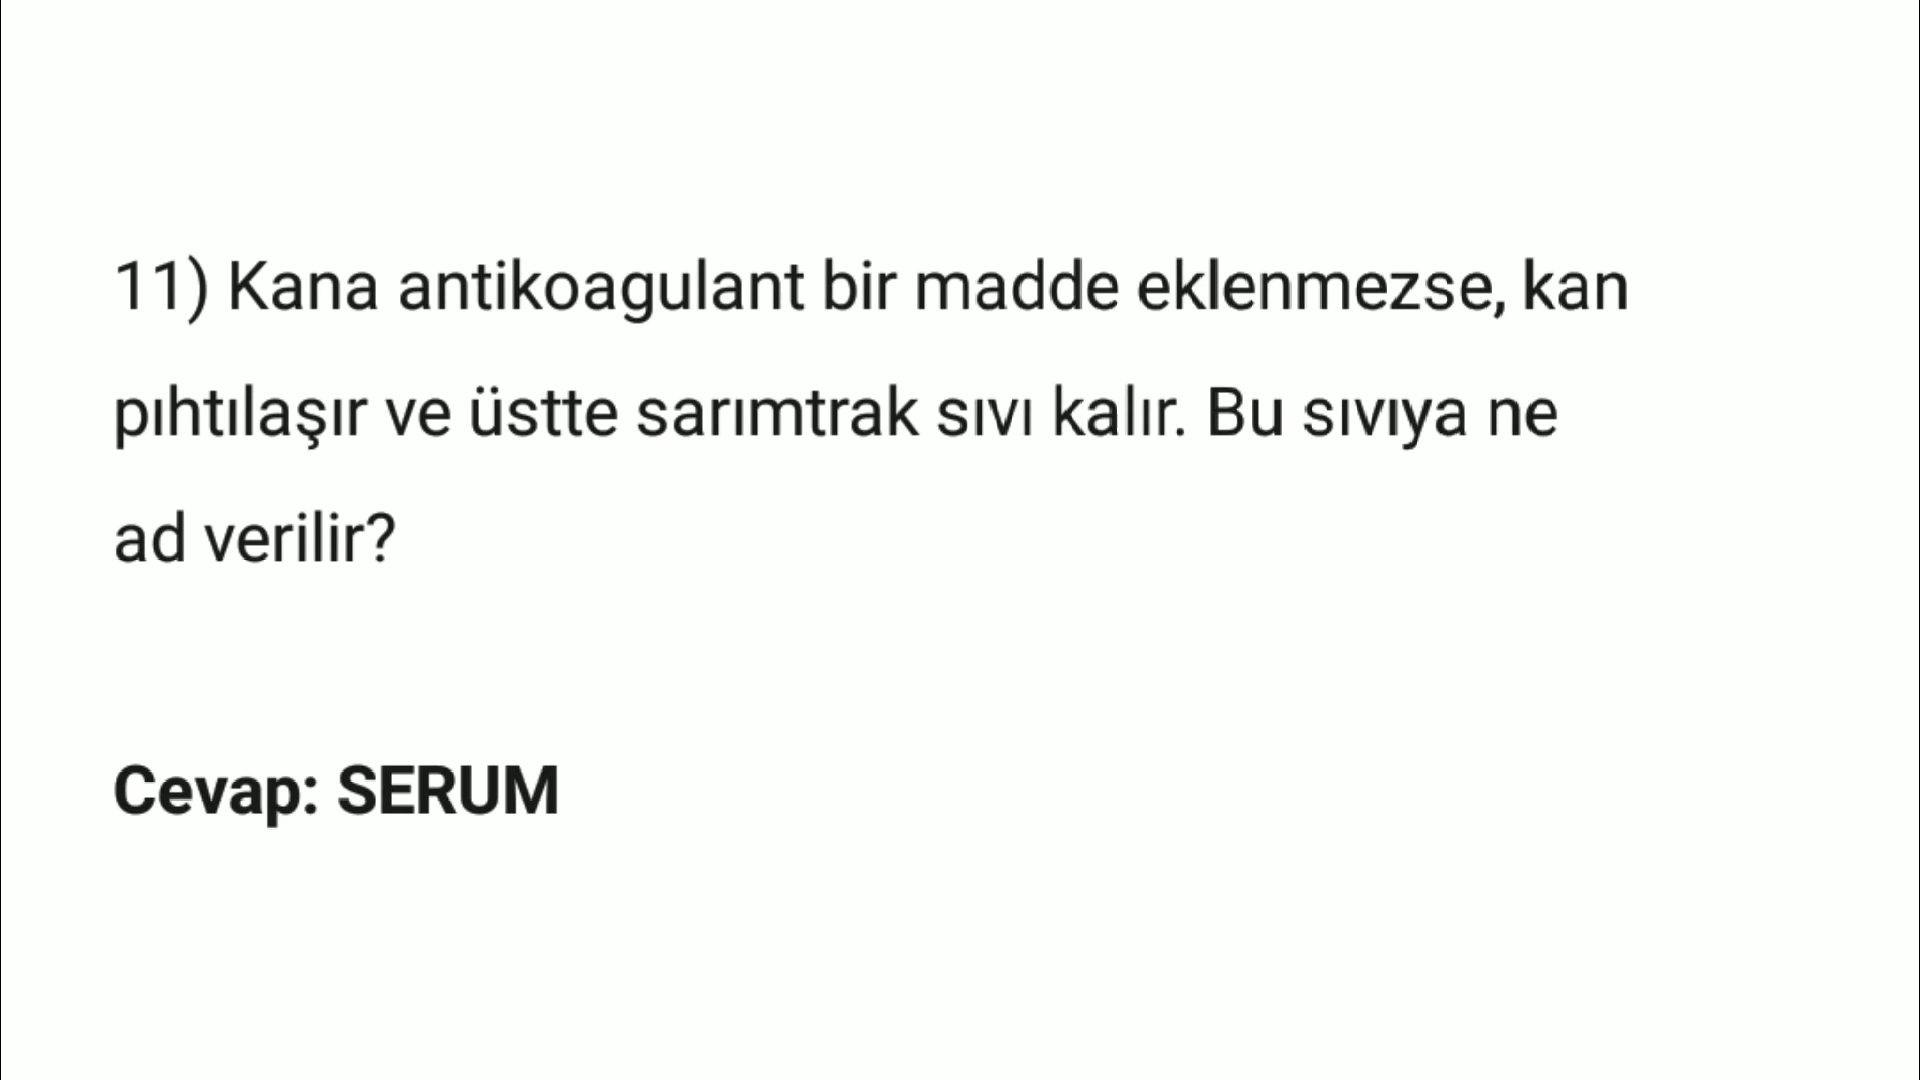 11) Kana antikoagulant bir madde eklenmezse, kan
pıhtılaşır ve üstte sarımtrak sıvı kalır. Bu sıvıya ne
ad verilir?
Cevap: SERUM